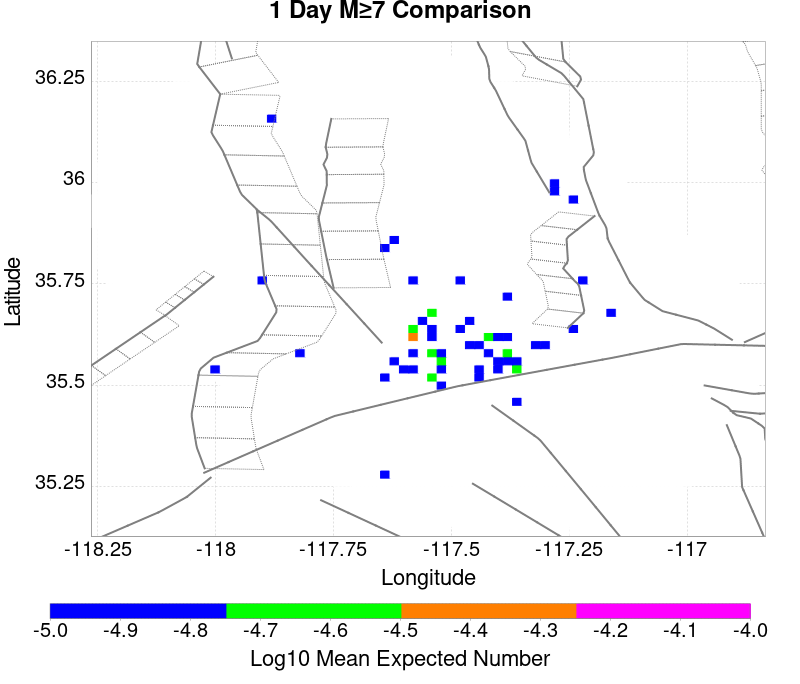 1 Day M≥7 Comparison
36.25
36
35.75
35.5
35.25
Latitude
-118.25 -118 -117.75 -117.5 -117.25 -117
Longitude
-5.0 -4.9 -4.8 -4.7 -4.6 -4.5 -4.4 -4.3 -4.2 -4.1 -4.0
Log10 Mean Expected Number